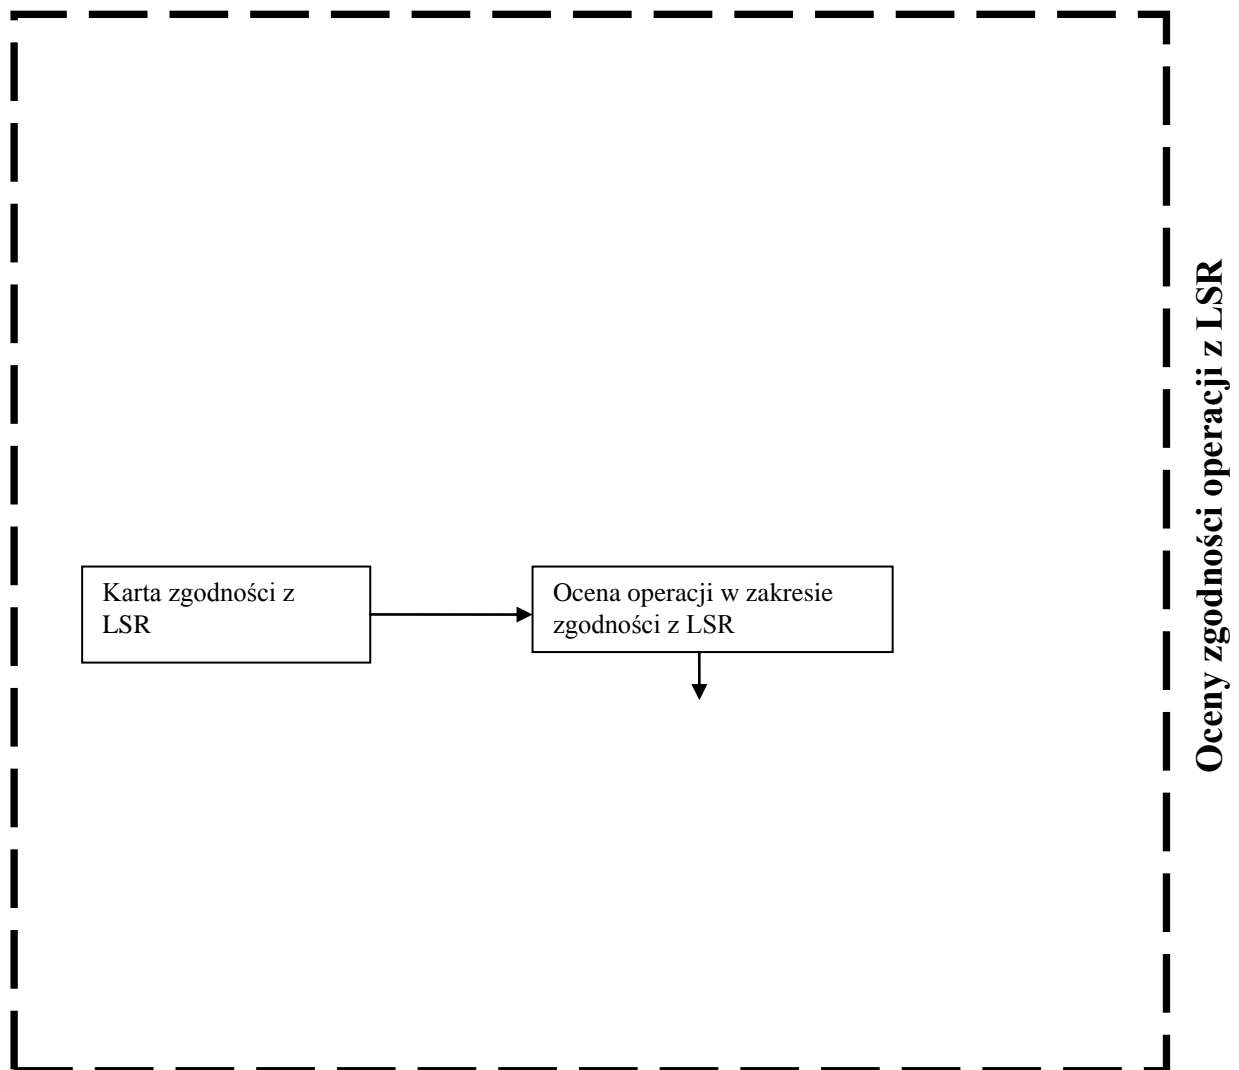 Karta zgodności z
LSR
Ocena operacji w zakresie
zgodności z LSR
Oceny zgodności operacji z LSR